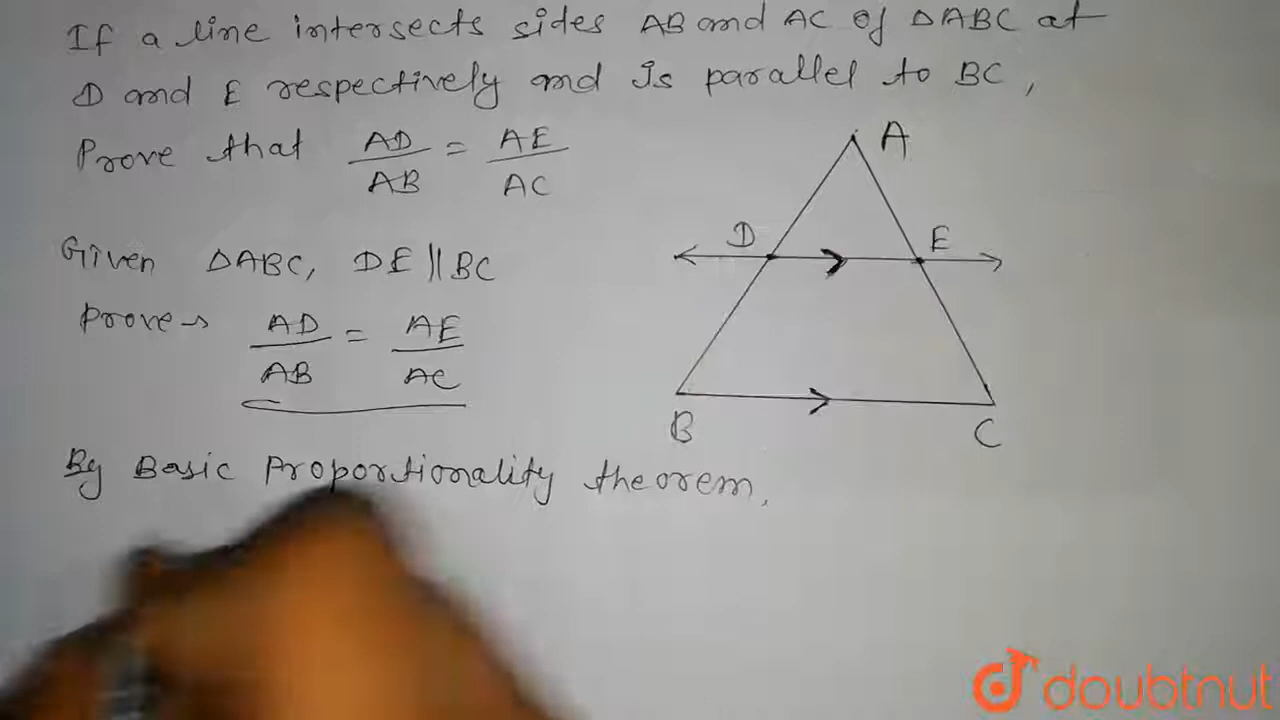 If a line intersects sides AB and AC of ΔABC at
D and E respectively and is parallel to BC,
Prove that AD/AB = AE/AC
A
D
E
Given ΔABC, DE||BC
Prove→ AD/AB = AE/AC
B
C
By Basic Proportionality theorem,
doubtnut